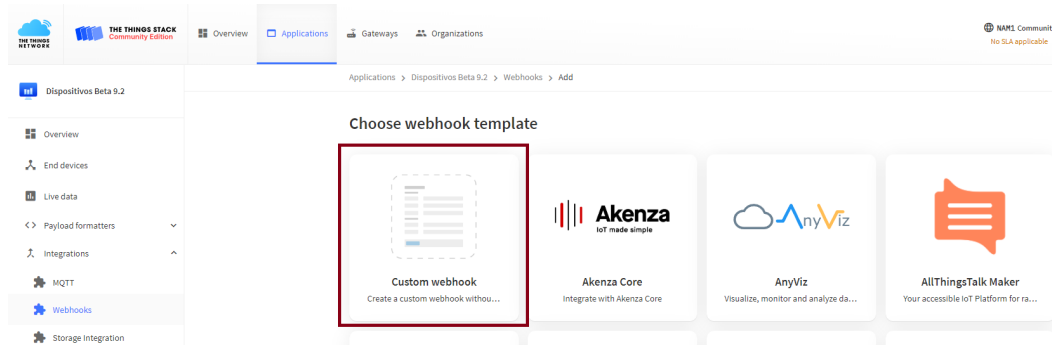 THE THINGS NETWORK
THE THINGS STACK
Community Edition
Overview
Applications
Gateways
Organizations
NAM1 Communit
No SLA applicable
Dispositivos Beta 9.2
Applications > Dispositivos Beta 9.2 > Webhooks > Add
Overview
End devices
Live data
Payload formatters
Integrations
MQTT
Webhooks
Storage Integration
Choose webhook template
Custom webhook
Create a custom webhook withou...
Akenza
IoT made simple
Akenza Core
Integrate with Akenza Core
AnyViz
AnyViz
Visualize, monitor and analyze da...
AllThingsTalk Maker
Your accessible IoT Platform for ra...